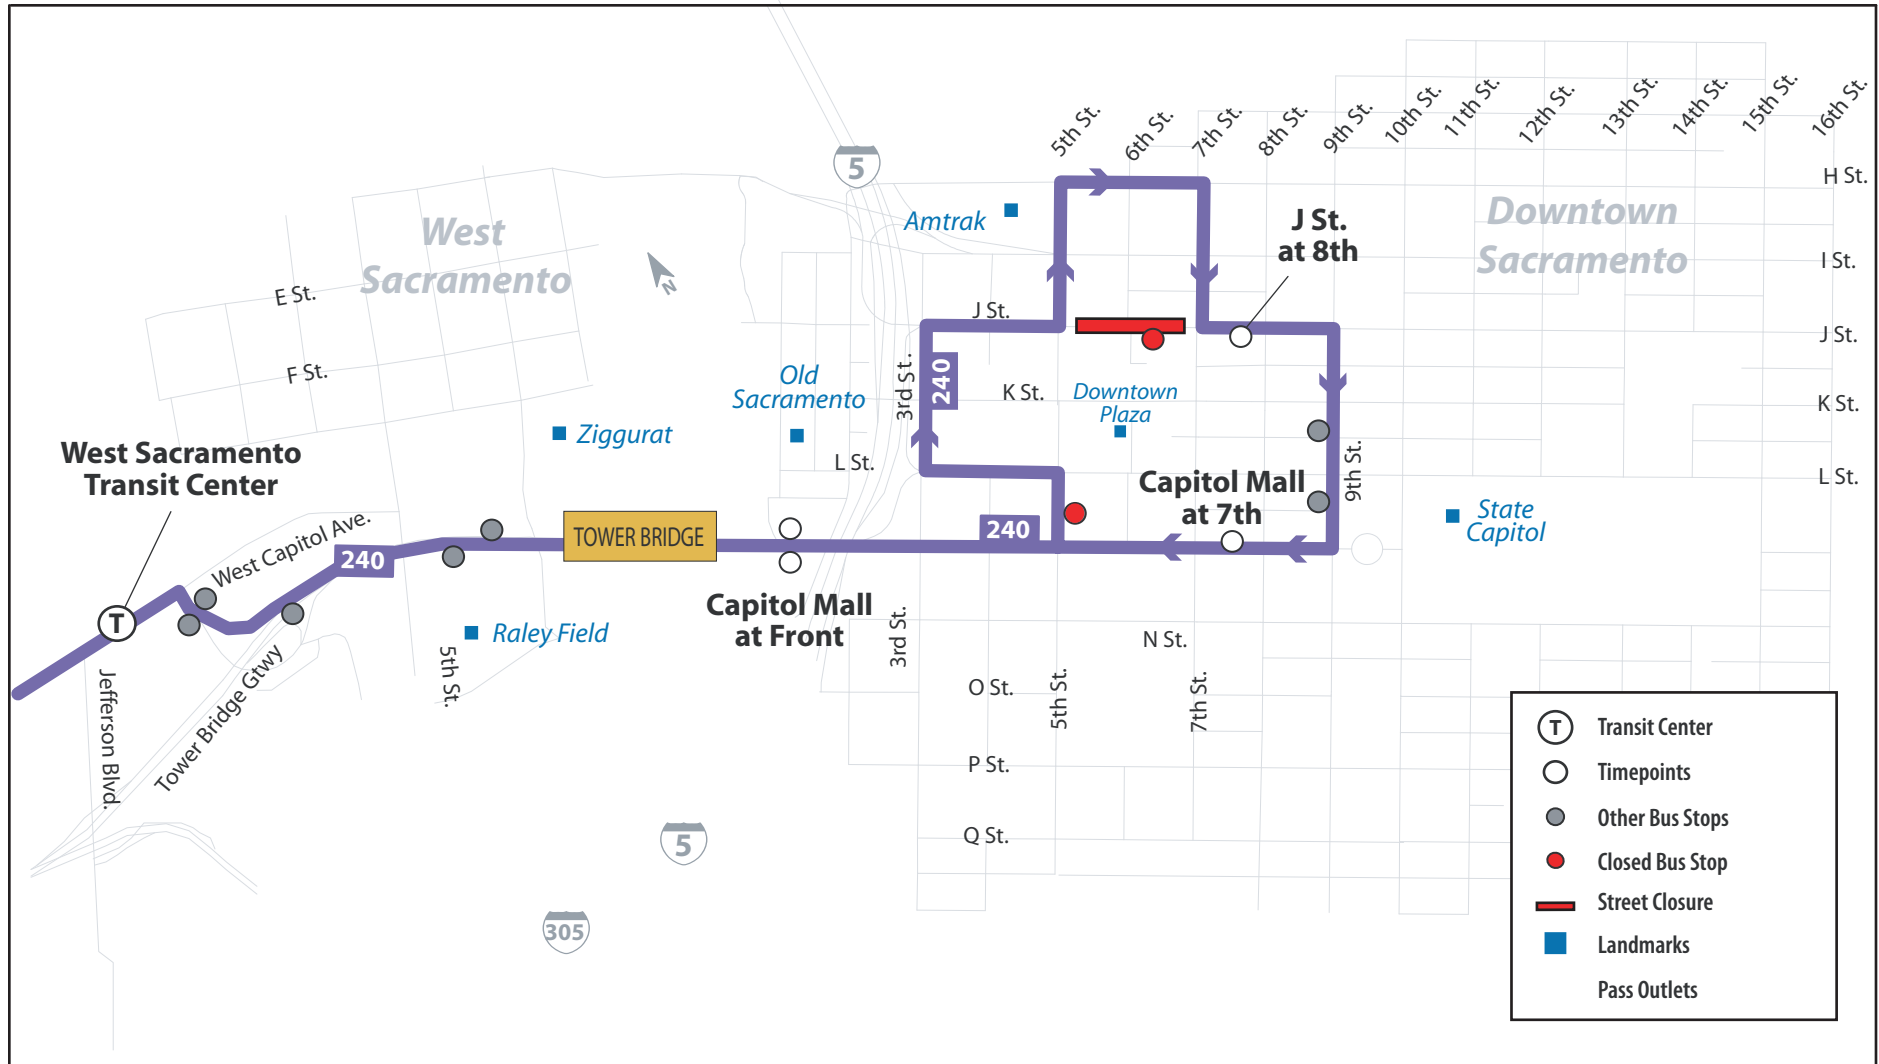 5th St.
6th St.
7th St.
8th St.
9th St.
10th St.
11th St.
12th St.
13th St.
14th St.
15th St.
16th St.
5
H St.
Amtrak
J St.
at 8th
Downtown
Sacramento
West
Sacramento
I St.
N
E St.
J St.
J St.
F St.
3rd St.
240
Old
Sacramento
K St.
Downtown
Plaza
K St.
Ziggurat
West Sacramento
Transit Center
L St.
9th St.
L St.
Capitol Mall
at 7th
State
Capitol
West Capitol Ave.
TOWER BRIDGE
240
240
T
Capitol Mall
at Front
Raley Field
3rd St.
N St.
Jefferson Blvd.
Tower Bridge Gtwy
5th St.
O St.
5th St.
7th St.
P St.
Q St.
5
305
T
Transit Center
Timepoints
Other Bus Stops
Closed Bus Stop
Street Closure
Landmarks
Pass Outlets